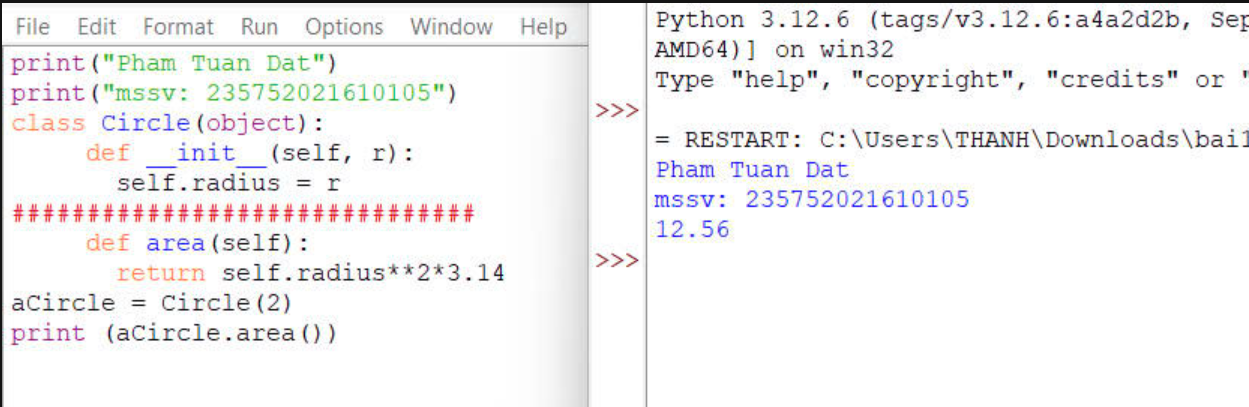 File Edit Format Run Options Window Help
print("Pham Tuan Dat")
print("mssv: 235752021610105")
class Circle(object):
     def __init__(self, r):
       self.radius = r
###############################
     def area(self):
       return self.radius**2*3.14
aCircle = Circle(2)
print (aCircle.area())
Python 3.12.6 (tags/v3.12.6:a4a2d2b, Sep
AMD64)] on win32
Type "help", "copyright", "credits" or "
>>>
= RESTART: C:\Users\THANH\Downloads\bai1
Pham Tuan Dat
mssv: 235752021610105
12.56
>>>